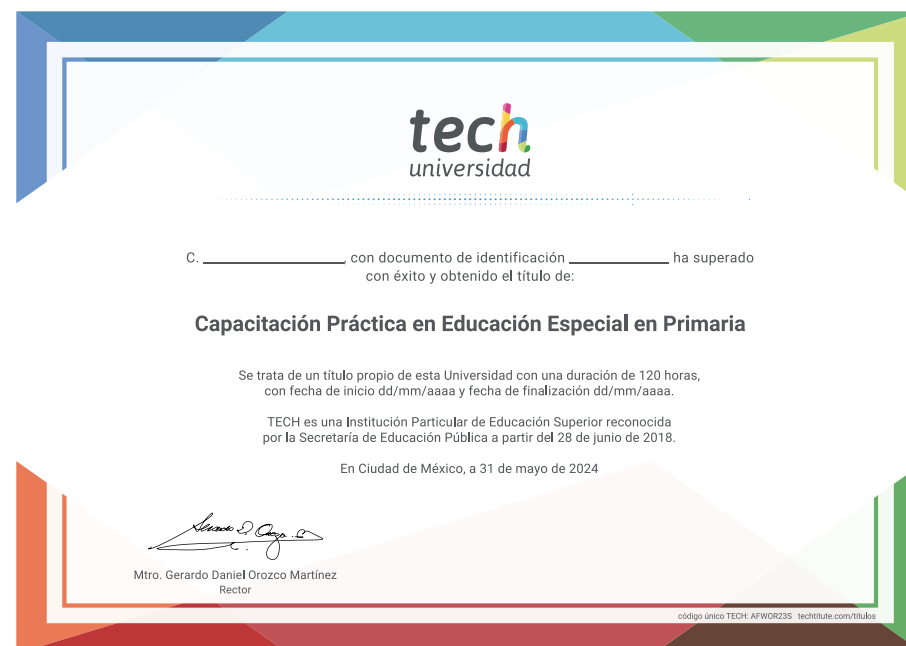 tech
universidad
C. ____________, con documento de identificación ____________ ha superado
con éxito y obtenido el título de:
Capacitación Práctica en Educación Especial en Primaria
Se trata de un título propio de esta Universidad con una duración de 120 horas,
con fecha de inicio dd/mm/aaaa y fecha de finalización dd/mm/aaaa.
TECH es una Institución Particular de Educación Superior reconocida
por la Secretaría de Educación Pública a partir del 28 de junio de 2018.
En Ciudad de México, a 31 de mayo de 2024
Mtro. Gerardo Daniel Orozco Martínez
Rector
código único TECH: AFWOR23S techtitute.com/titulos